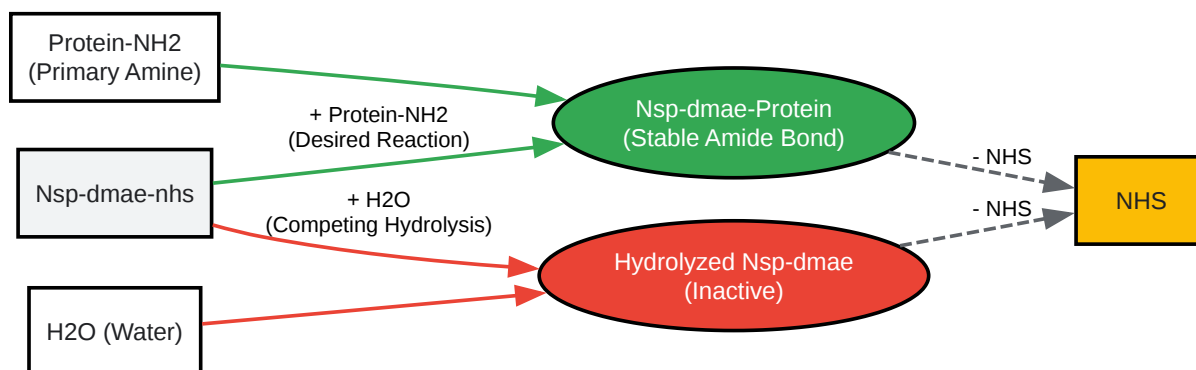 Protein-NH2
(Primary Amine)
+ Protein-NH2
(Desired Reaction)
Nsp-dmae-Protein
(Stable Amide Bond)
- NHS
Nsp-dmae-nhs
+ H2O
(Competing Hydrolysis)
- NHS
NHS
Hydrolyzed Nsp-dmae
(Inactive)
H2O (Water)